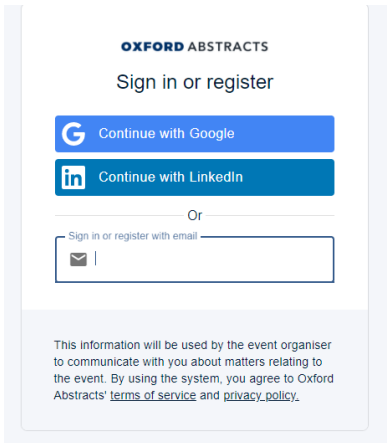 OXFORD ABSTRACTS
Sign in or register
Continue with Google
Continue with LinkedIn
Or
Sign in or register with email
This information will be used by the event organiser
to communicate with you about matters relating to
the event. By using the system, you agree to Oxford
Abstracts' terms of service and privacy policy.